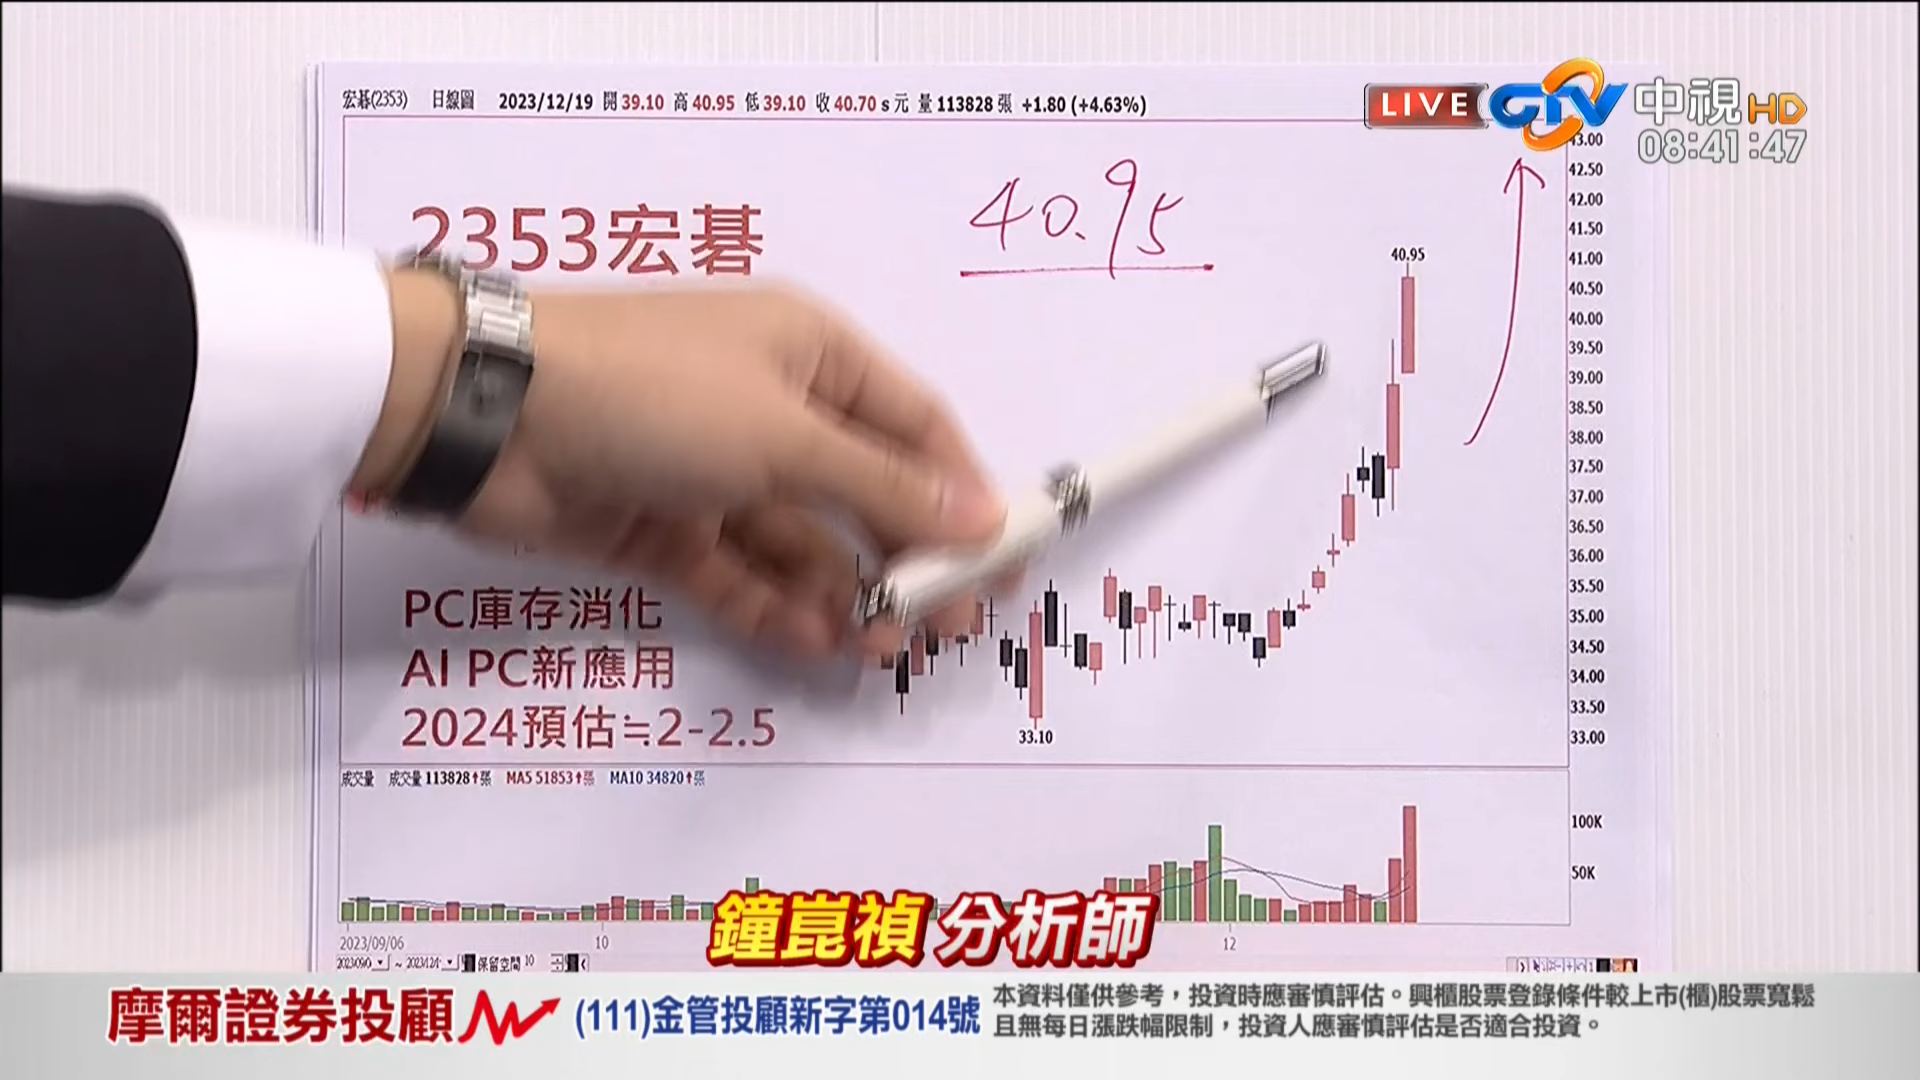 宏碁(2353) 日線圖 2023/12/19 開 39.10 高 40.95 低 39.10 收 40.70 s 元 量 113828 張 +1.80 (+4.63%)
LIVE CTV 中視 HD
08:41:47
2353宏碁
40.95
40.95
43.00
42.50
42.00
41.50
41.00
40.50
40.00
39.50
39.00
38.50
38.00
37.50
37.00
36.50
36.00
35.50
35.00
34.50
34.00
33.50
33.00
PC庫存消化
AI PC新應用
2024預估≒2-2.5
33.10
成交量 成交量 113828↑張 MA5 51853↑張 MA10 34820↑張
100K
50K
2023/09/06 10 12
保留空間 10
鐘崑禎 分析師
摩爾證券投顧 (111)金管投顧新字第014號
本資料僅供參考，投資時應審慎評估。興櫃股票登錄條件較上市(櫃)股票寬鬆
且無每日漲跌幅限制，投資人應審慎評估是否適合投資。